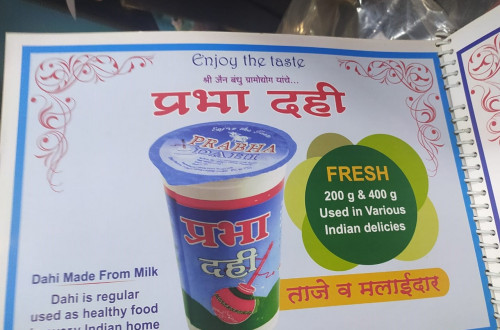 Enjoy the taste
श्री जैन बंधु ग्रामोद्योग यांचे...
प्रभा दही
PRABHA
प्रभा
दही
FRESH
200 g & 400 g
Used in Various
Indian delicies
ताजे व मलाईदार
Dahi Made From Milk
Dahi is regular
used as healthy food
Indian home